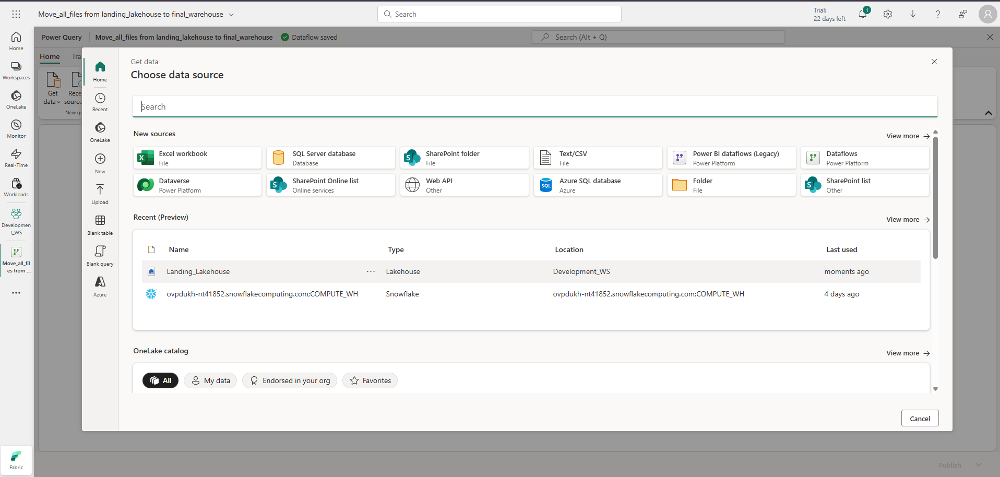 Move_all_files from landing_lakehouse to final_warehouse
Search
Trial:
22 days left
1
Home
Workspaces
OneLake
Monitor
Real-Time
Workloads
Developmen
t_WS
Move_all_fil
es from ...
Fabric
Power Query
Move_all_files from landing_lakehouse to final_warehouse
Dataflow saved
Search (Alt + Q)
Home
Tra
Get
data
Rece
source
New qu
Home
Recent
OneLake
New
Upload
Blank table
Blank query
Azure
Get data
Choose data source
Search
New sources
View more
Excel workbook
File
SQL Server database
Database
SharePoint folder
File
Text/CSV
File
Power BI dataflows (Legacy)
Power Platform
Dataflows
Power Platform
Dataverse
Power Platform
SharePoint Online list
Online services
Web API
Other
Azure SQL database
Azure
Folder
File
SharePoint list
Other
Recent (Preview)
View more
Name Type Location Last used
Landing_Lakehouse ... Lakehouse Development_WS moments ago
ovpdukh-nt41852.snowflakecomputing.com;COMPUTE_WH Snowflake ovpdukh-nt41852.snowflakecomputing.com;COMPUTE_WH 4 days ago
OneLake catalog
View more
All My data Endorsed in your org Favorites
Cancel
Publish